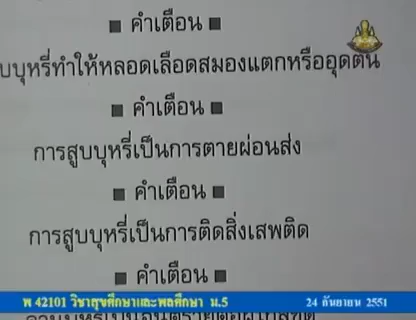 ■ คำเตือน ■
บบุหรี่ทำให้หลอดเลือดสมองแตกหรืออุดตัน
■ คำเตือน ■
การสูบบุหรี่เป็นการตายผ่อนส่ง
■ คำเตือน ■
การสูบบุหรี่เป็นการติดสิ่งเสพติด
■ คำเตือน ■
พ 42101 วิชาสุขศึกษาและพลศึกษา ม.5
24 กันยายน 2551